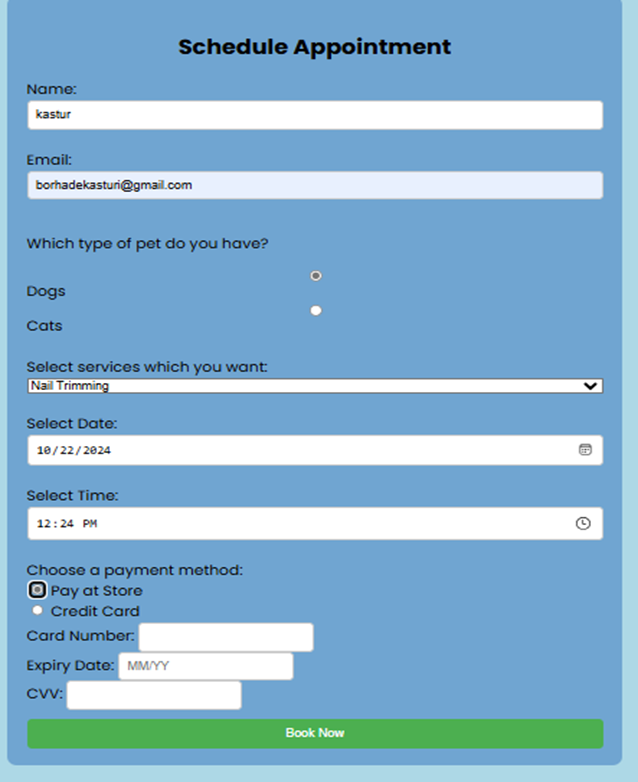 Schedule Appointment
Name:
kastur
Email:
borhadekasturi@gmail.com
Which type of pet do you have?
Dogs
Cats
Select services which you want:
Nail Trimming
Select Date:
10/22/2024
Select Time:
12:24 PM
Choose a payment method:
Pay at Store
Credit Card
Card Number:
Expiry Date: MM/YY
CVV:
Book Now